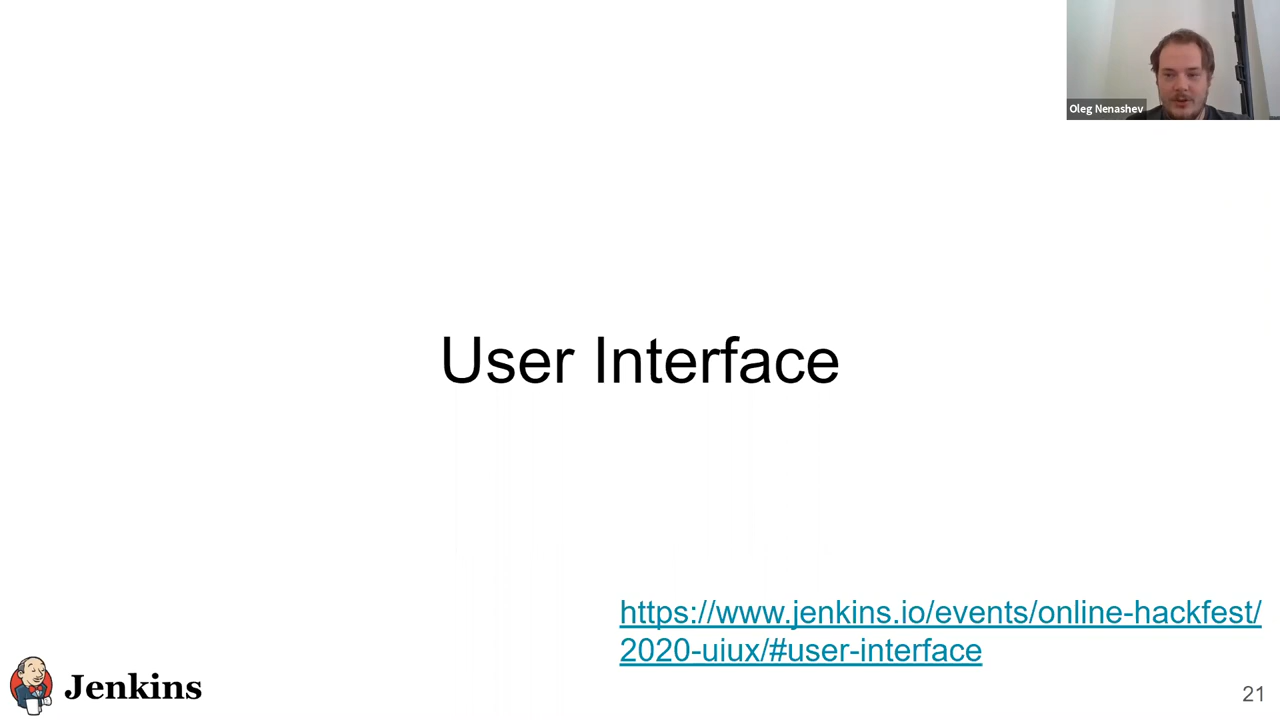 Oleg Nenashev
User Interface
https://www.jenkins.io/events/online-hackfest/
2020-uiux/#user-interface
Jenkins
21